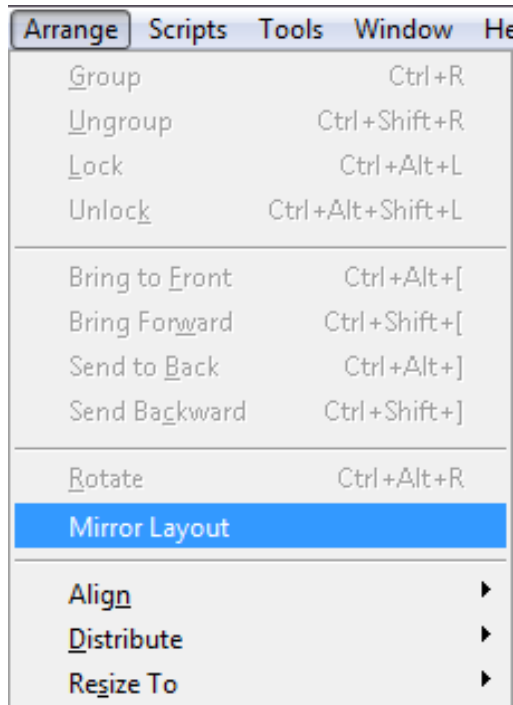 Arrange Scripts Tools Window He
Group Ctrl+R
Ungroup Ctrl+Shift+R
Lock Ctrl+Alt+L
Unlock Ctrl+Alt+Shift+L
Bring to Front Ctrl+Alt+[
Bring Forward Ctrl+Shift+[
Send to Back Ctrl+Alt+]
Send Backward Ctrl+Shift+]
Rotate Ctrl+Alt+R
Mirror Layout
Align
Distribute
Resize To